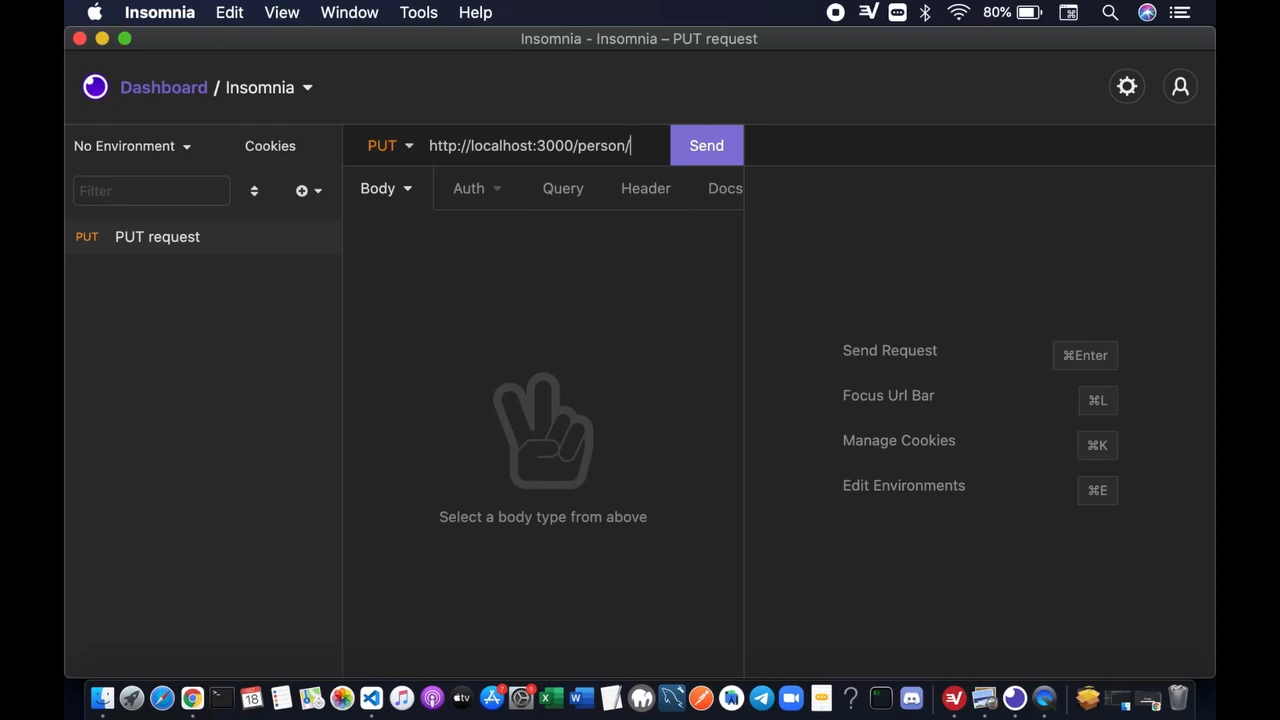 Insomnia Edit View Window Tools Help 80%
Insomnia - Insomnia – PUT request
Dashboard / Insomnia
No Environment Cookies PUT http://localhost:3000/person/ Send
Filter Body Auth Query Header Docs
PUT PUT request
Send Request ⌘Enter
Focus Url Bar ⌘L
Manage Cookies ⌘K
Edit Environments ⌘E
Select a body type from above
18